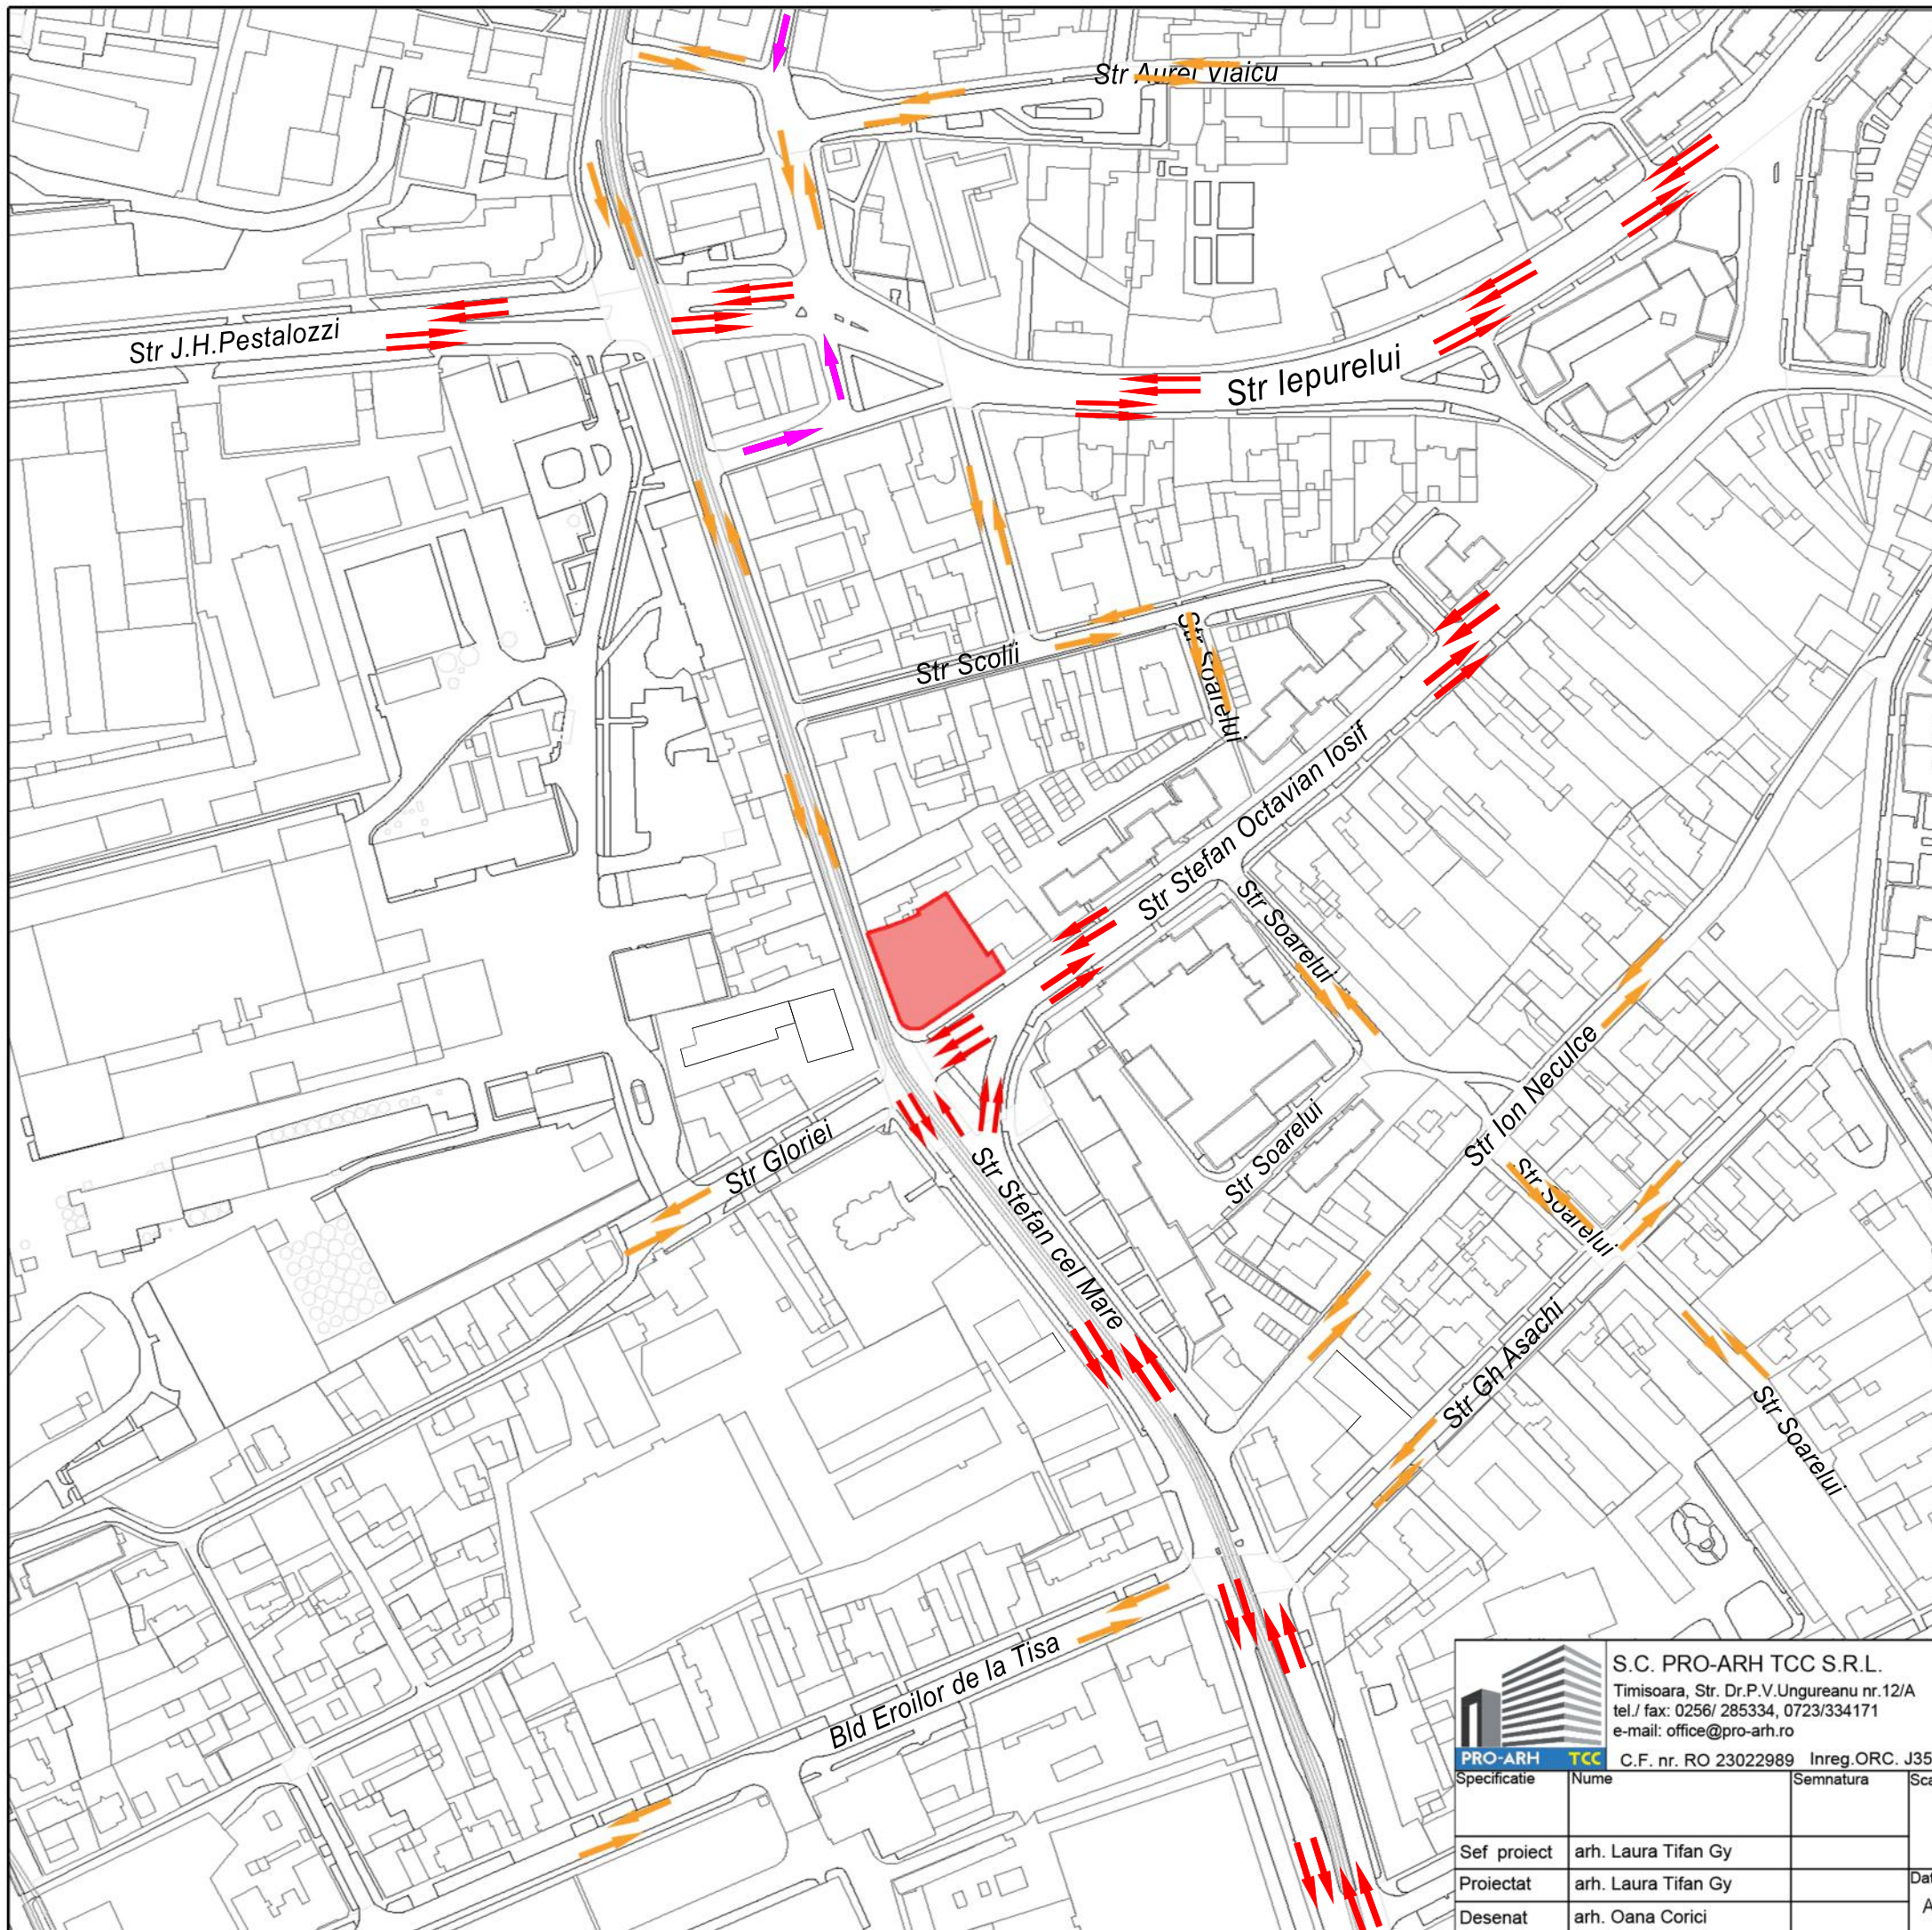 Str Aurel Vlaicu
Str J.H.Pestalozzi
Str Iepurelui
Str Scolii
Str Soarelui
Str Stefan Octavian Iosif
Str Soarelui
Str Ion Neculce
Str Gloriei
Str Soarelui
Str Stefan cel Mare
Str Soarelui
Str Gh Asachi
Str Soarelui
Bld Eroilor de la Tisa
S.C. PRO-ARH TCC S.R.L.
Timisoara, Str. Dr.P.V.Ungureanu nr.12/A
tel./ fax: 0256/ 285334, 0723/334171
e-mail: office@pro-arh.ro
PRO-ARH TCC C.F. nr. RO 23022989 Inreg.ORC. J35
Specificatie Nume Semnatura
Sef proiect arh. Laura Tifan Gy
Proiectat arh. Laura Tifan Gy
Desenat arh. Oana Corici